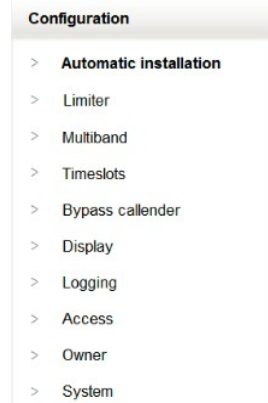 Configuration
> Automatic installation
> Limiter
> Multiband
> Timeslots
> Bypass callender
> Display
> Logging
> Access
> Owner
> System